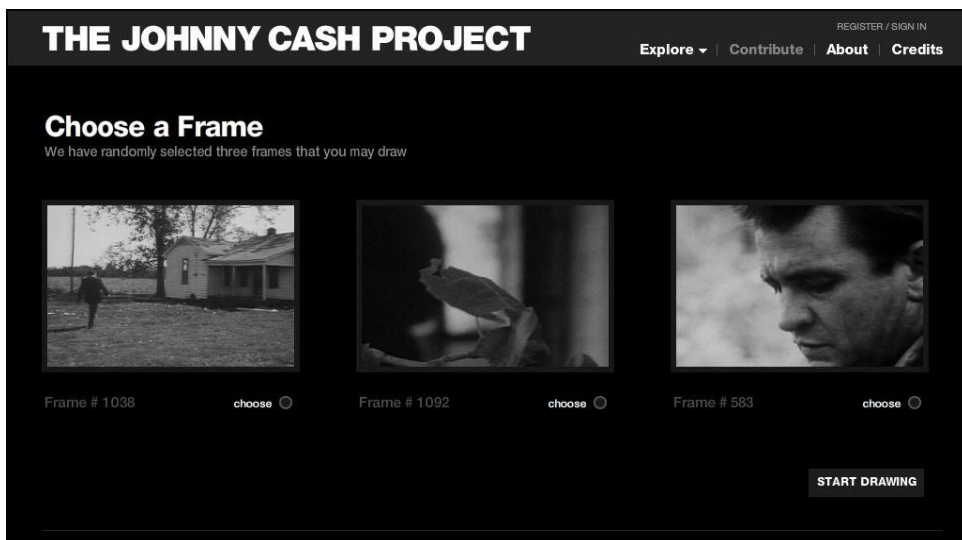 THE JOHNNY CASH PROJECT
REGISTER / SIGN IN
Explore Contribute About Credits
Choose a Frame
We have randomly selected three frames that you may draw
Frame # 1038 choose Frame # 1092 choose Frame # 583 choose
START DRAWING